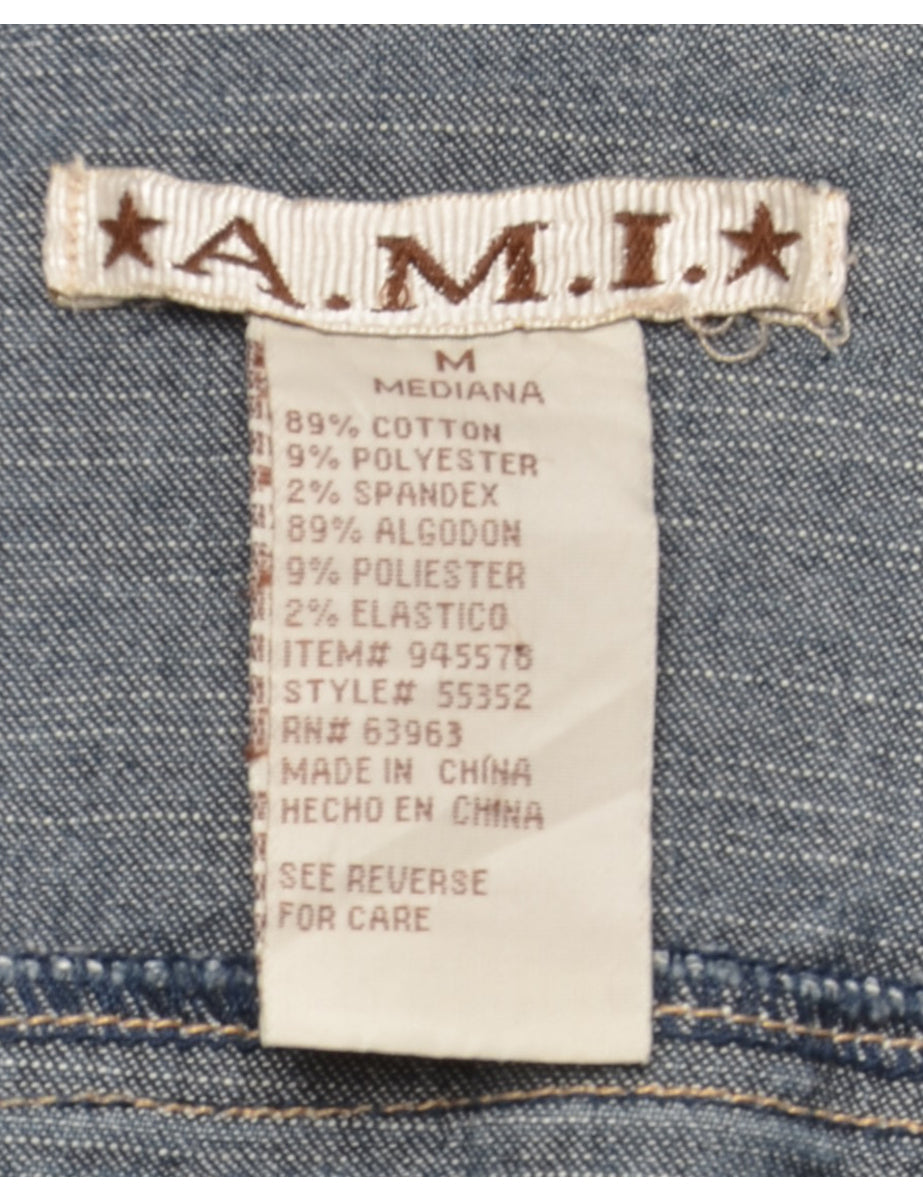 ★A.M.I.★
M
MEDIANA
89% COTTON
9% POLYESTER
2% SPANDEX
89% ALGODON
9% POLIESTER
2% ELASTICO
ITEM# 945578
STYLE# 55352
RN# 63963
MADE IN CHINA
HECHO EN CHINA
SEE REVERSE
FOR CARE